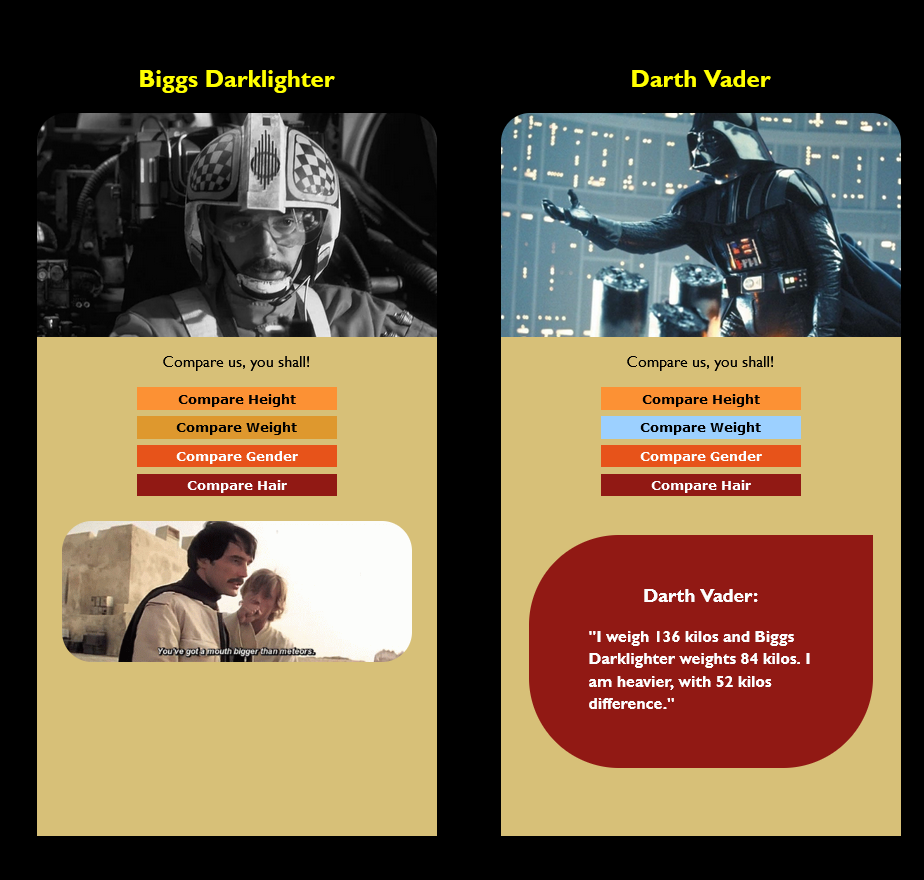 Biggs Darklighter
Compare us, you shall!
Compare Height
Compare Weight
Compare Gender
Compare Hair
You've got a mouth bigger than meteors.
Darth Vader
Compare us, you shall!
Compare Height
Compare Weight
Compare Gender
Compare Hair
Darth Vader:
"I weigh 136 kilos and Biggs
Darklighter weights 84 kilos. I
am heavier, with 52 kilos
difference."